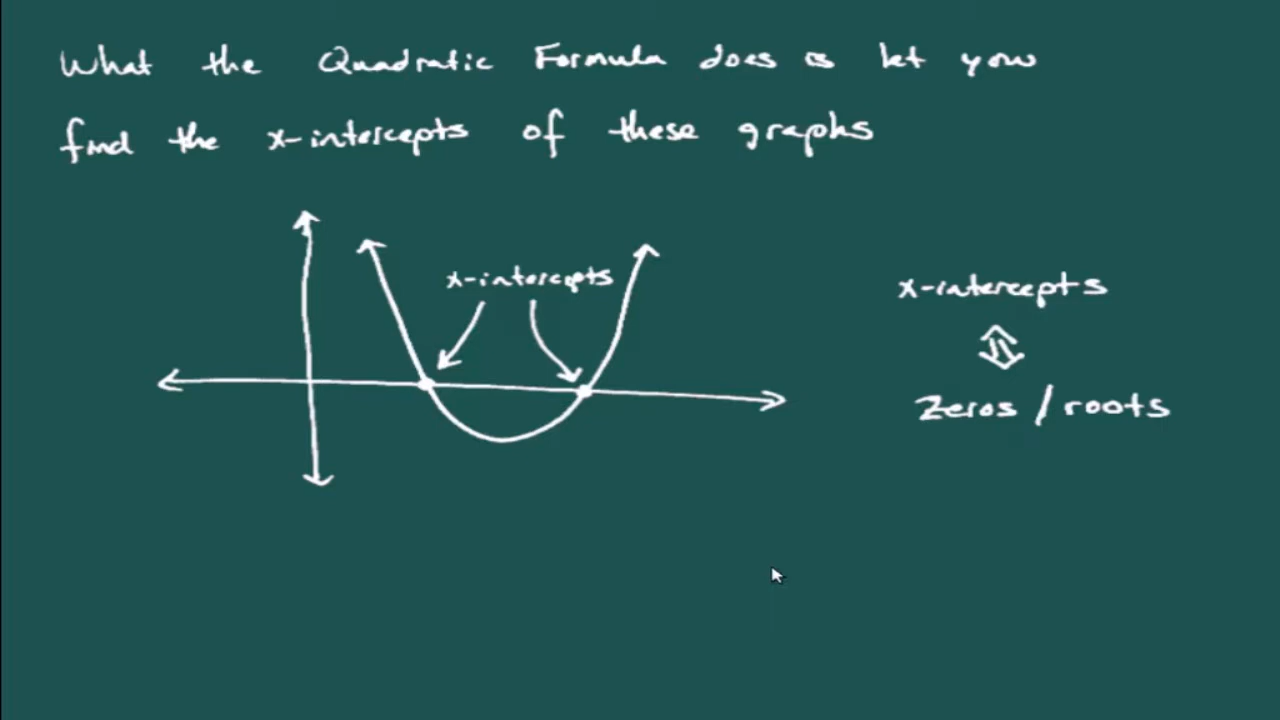 What the Quadratic Formula does is let you
find the x-intercepts of these graphs
x-intercepts
x-intercepts
Zeros / roots